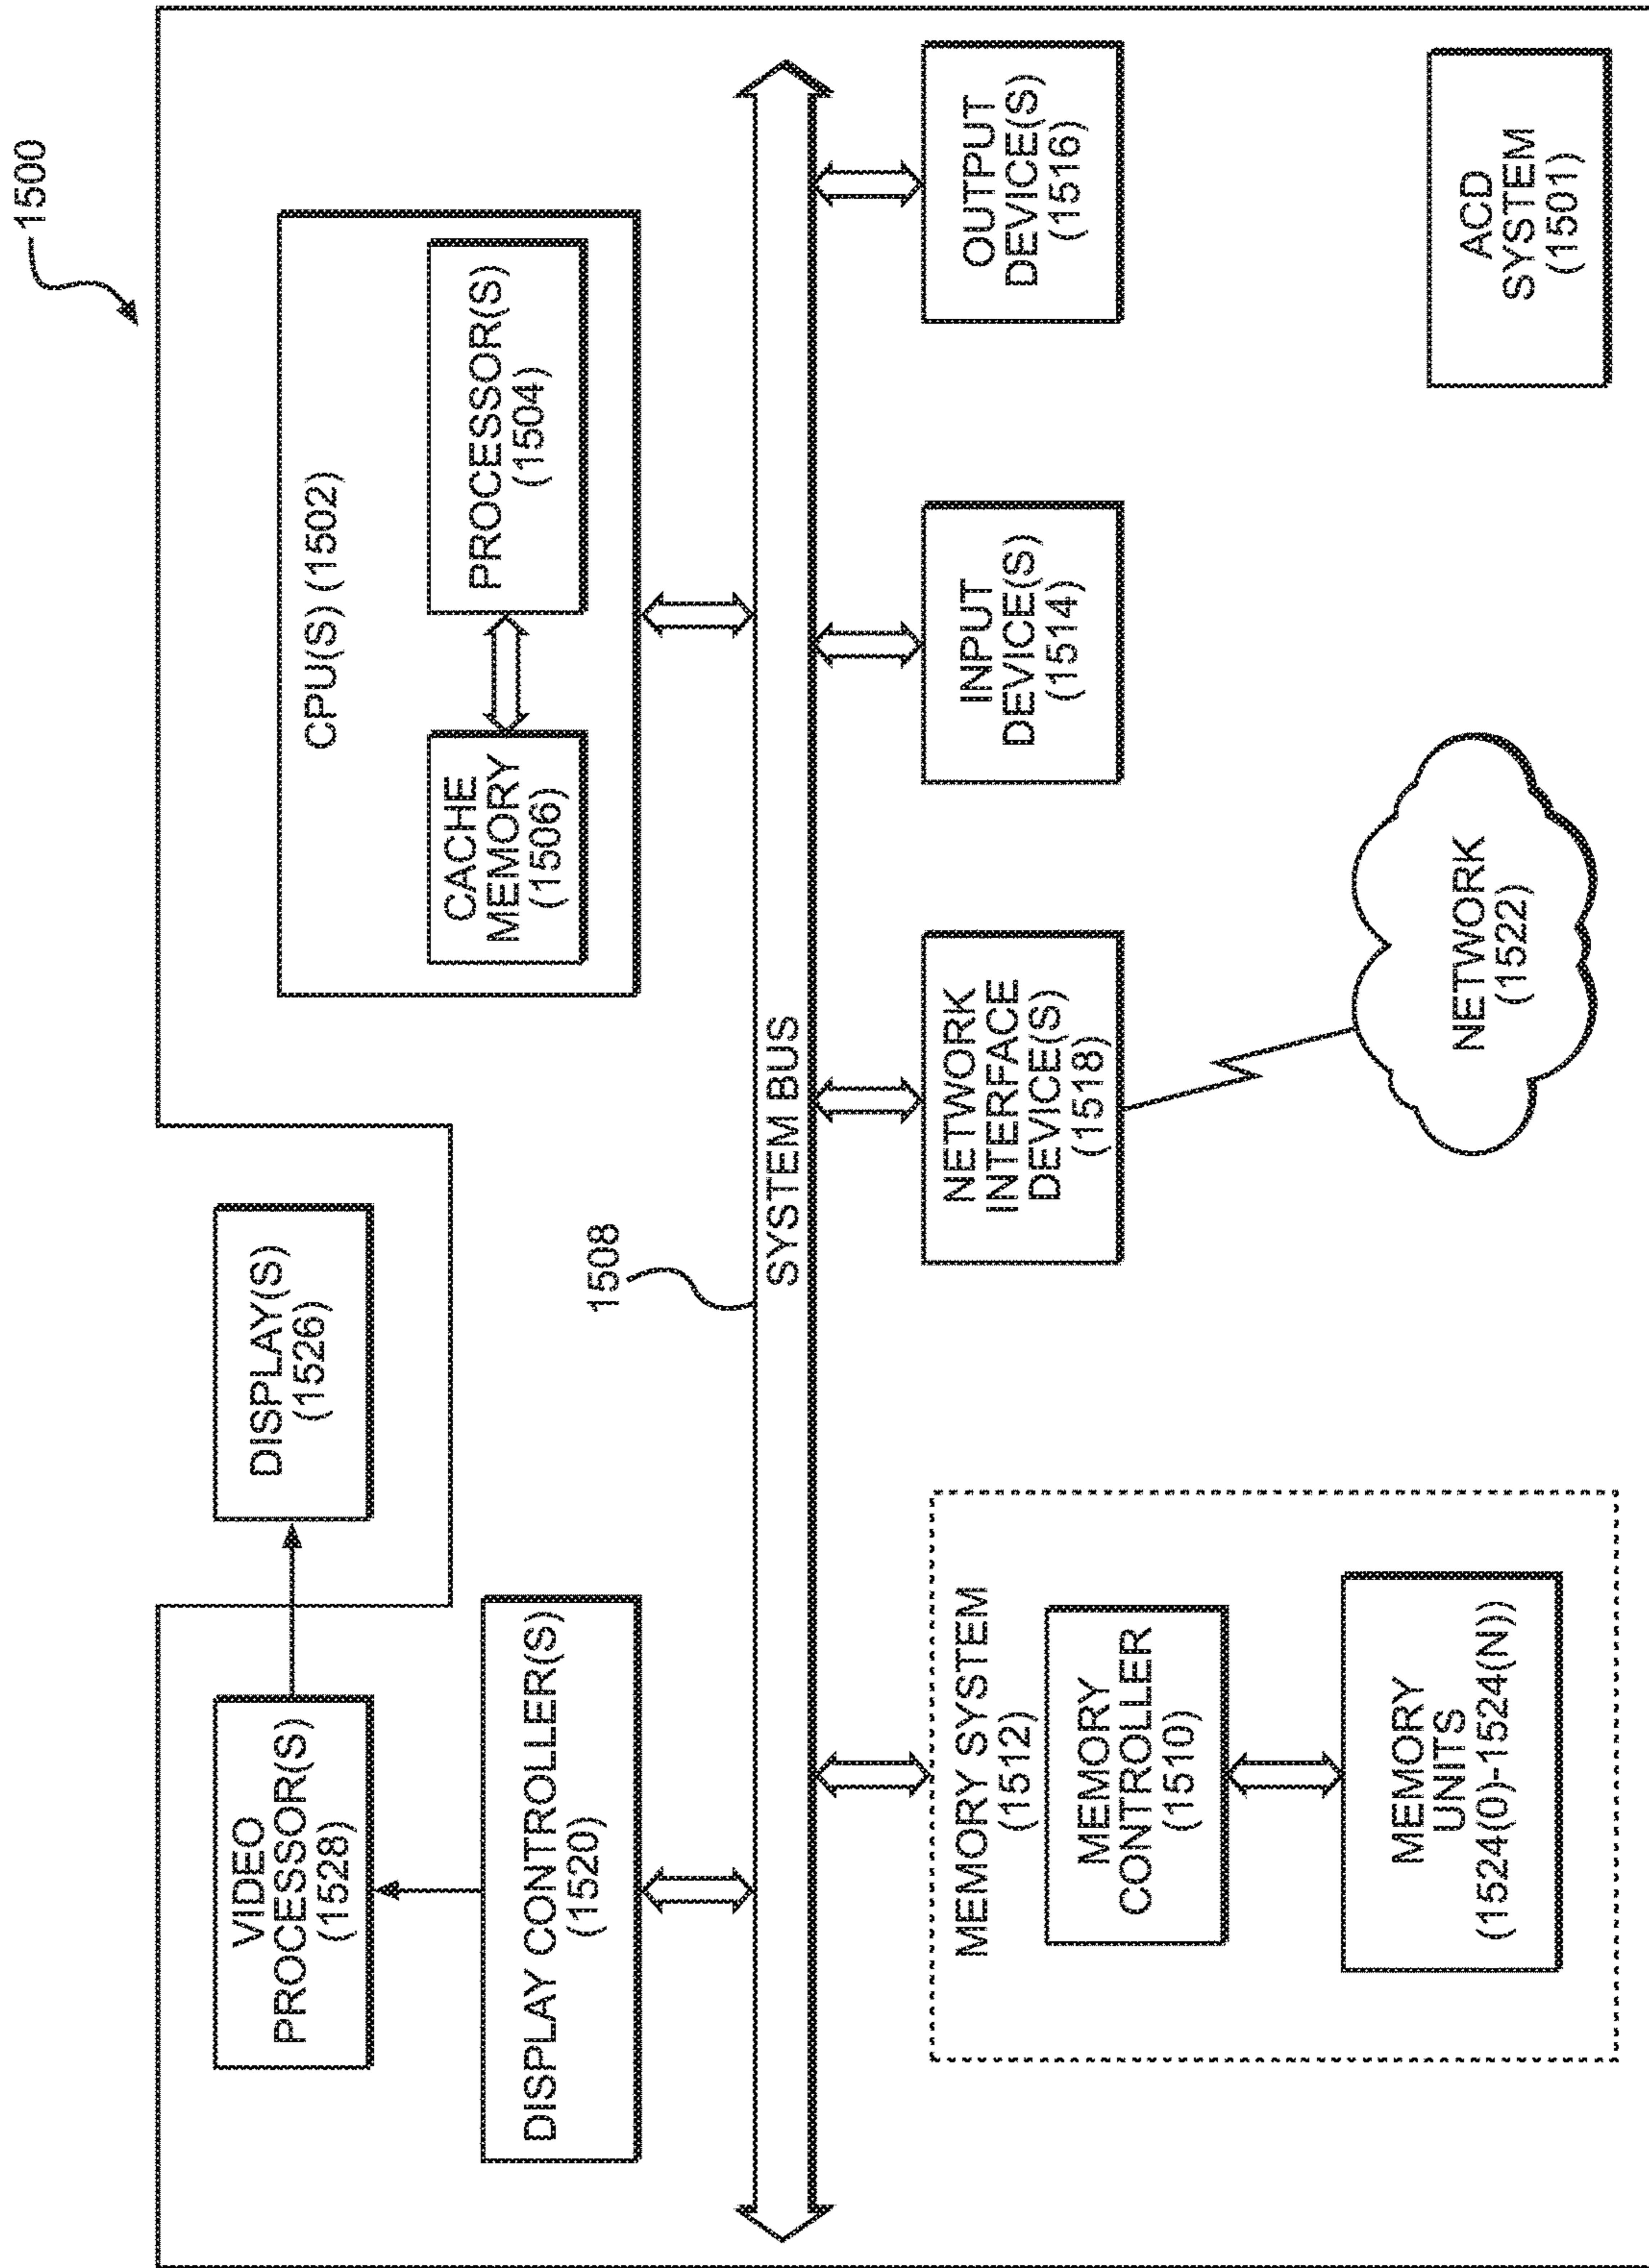 1500
CPU(S) (1502)
CACHE
MEMORY
(1506)
PROCESSOR(S)
(1504)
DISPLAY(S)
(1526)
VIDEO
PROCESSOR(S)
(1528)
DISPLAY CONTROLLER(S)
(1520)
1508
SYSTEM BUS
MEMORY SYSTEM
(1512)
MEMORY
CONTROLLER
(1510)
MEMORY
UNITS
(1524(0)-1524(N))
NETWORK
INTERFACE
DEVICE(S)
(1518)
INPUT
DEVICE(S)
(1514)
OUTPUT
DEVICE(S)
(1516)
NETWORK
(1522)
ACD
SYSTEM
(1501)